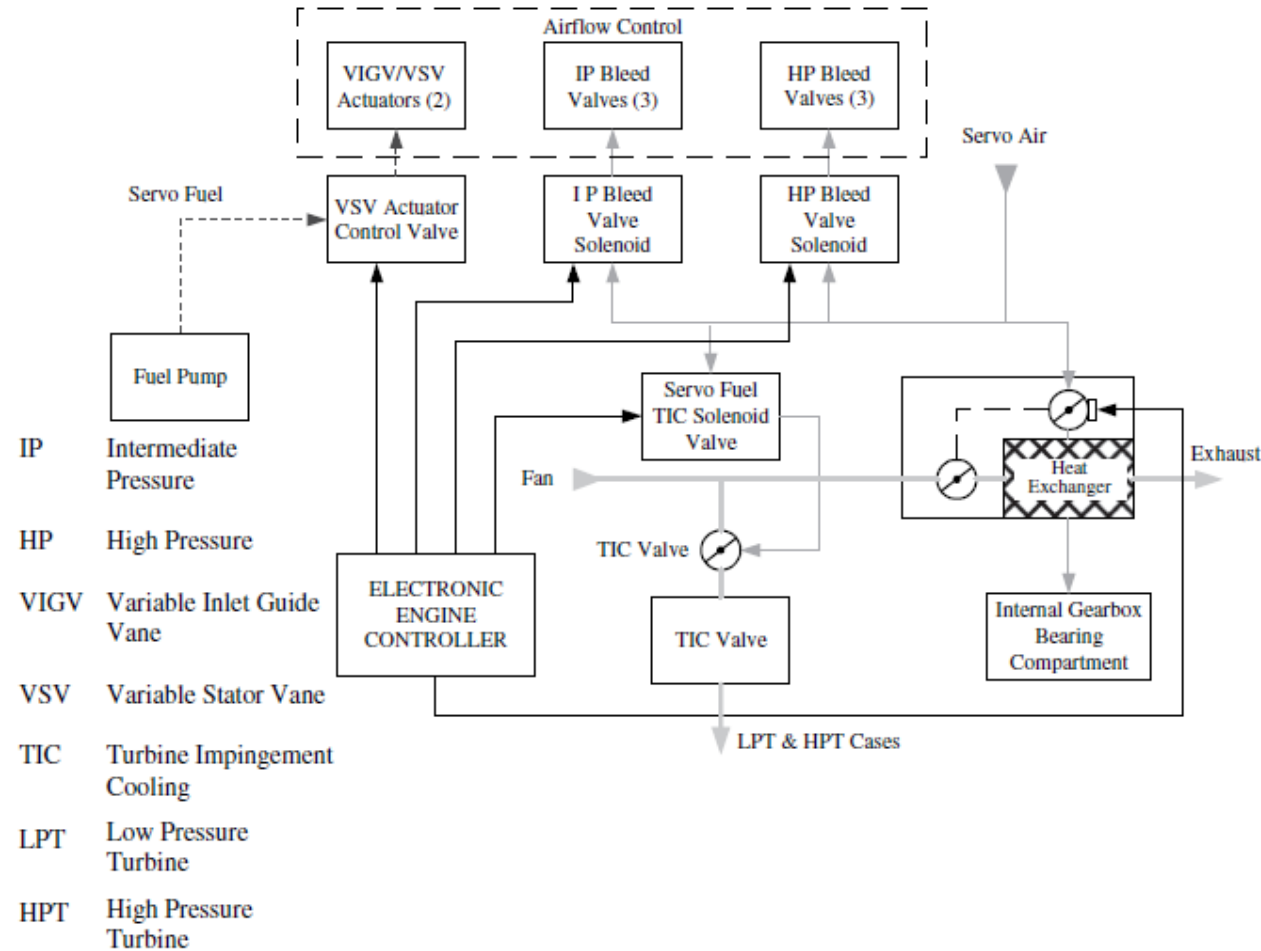 Airflow Control
VIGV/VSV
Actuators (2)
IP Bleed
Valves (3)
HP Bleed
Valves (3)
Servo Air
Servo Fuel
VSV Actuator
Control Valve
I P Bleed
Valve
Solenoid
HP Bleed
Valve
Solenoid
Fuel Pump
Servo Fuel
TIC Solenoid
Valve
Fan
Heat
Exchanger
Exhaust
TIC Valve
ELECTRONIC
ENGINE
CONTROLLER
TIC Valve
Internal Gearbox
Bearing
Compartment
LPT & HPT Cases
IP Intermediate
Pressure
HP High Pressure
VIGV Variable Inlet Guide
Vane
VSV Variable Stator Vane
TIC Turbine Impingement
Cooling
LPT Low Pressure
Turbine
HPT High Pressure
Turbine